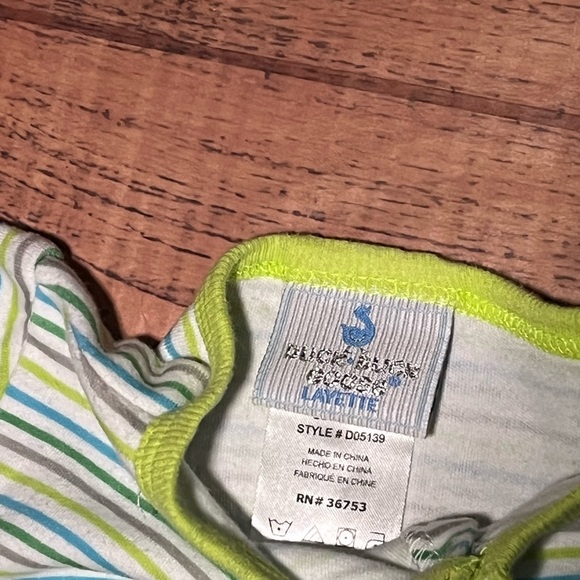 DUCK•DUCK
GOOSE
LAYETTE
STYLE # D05139
MADE IN CHINA
HECHO EN CHINA
FABRIQUÉ EN CHINE
RN# 36753